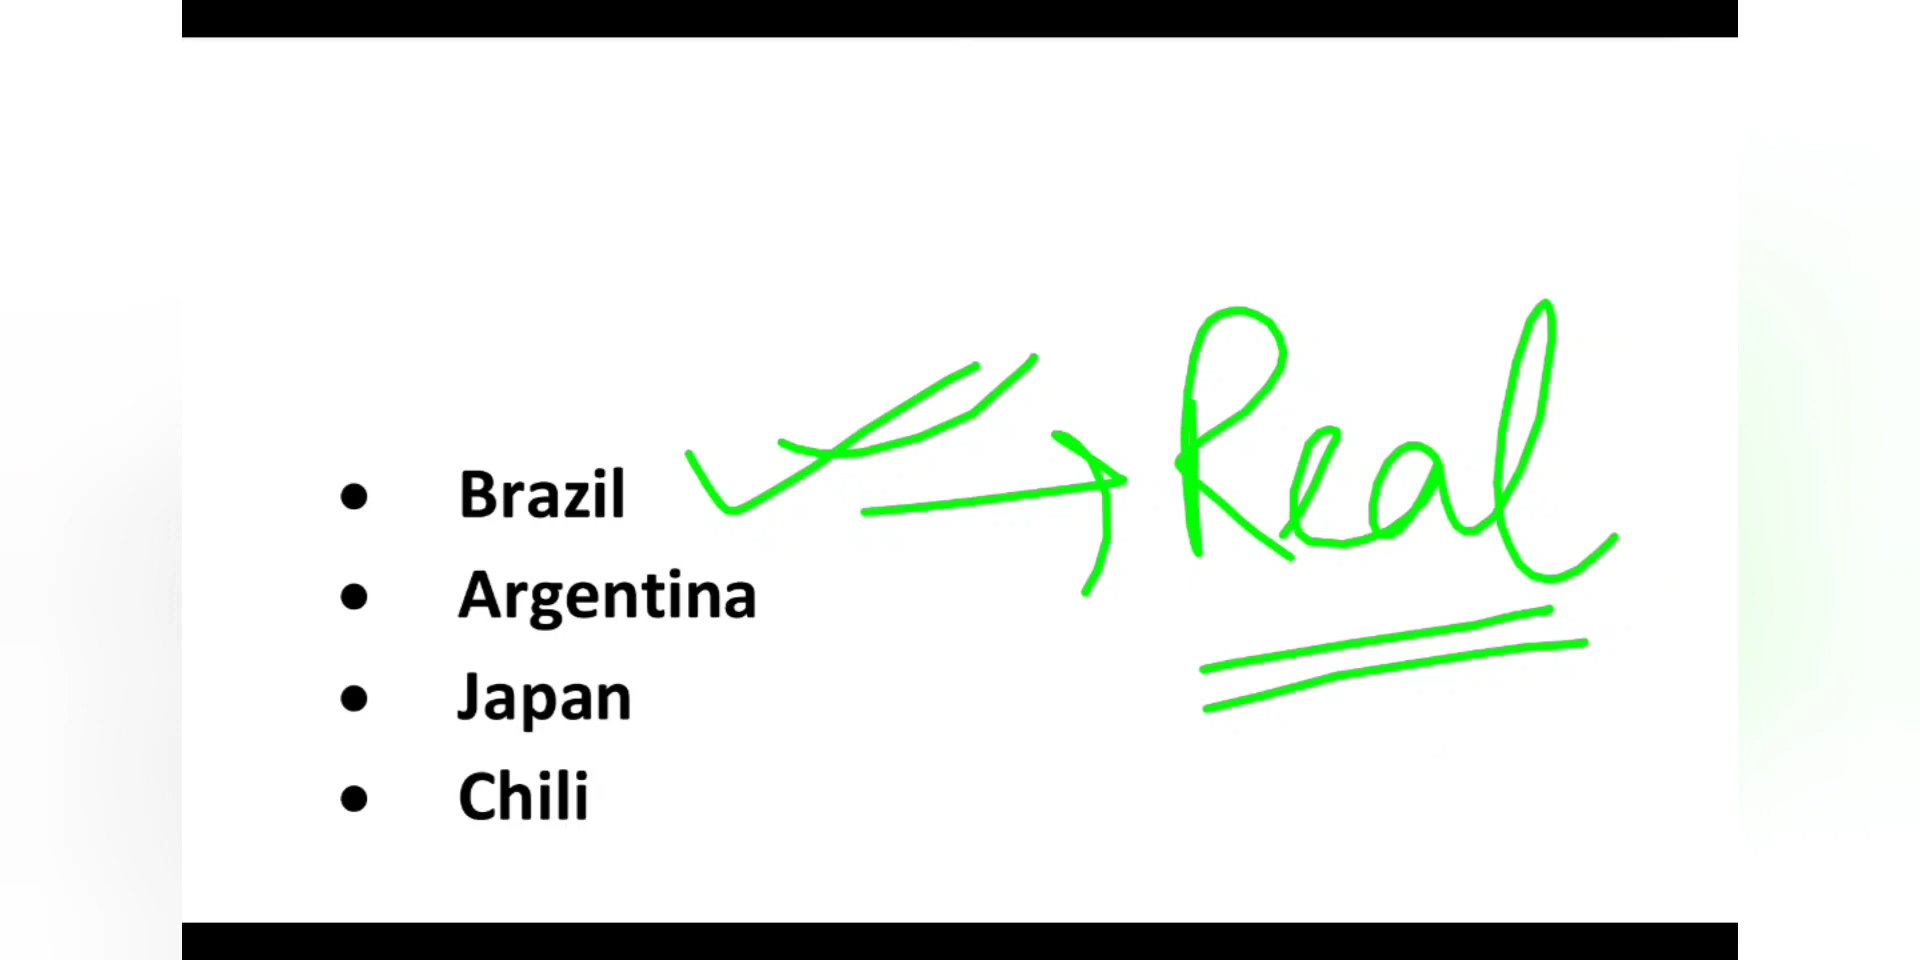 • Brazil Real
• Argentina
• Japan
• Chili